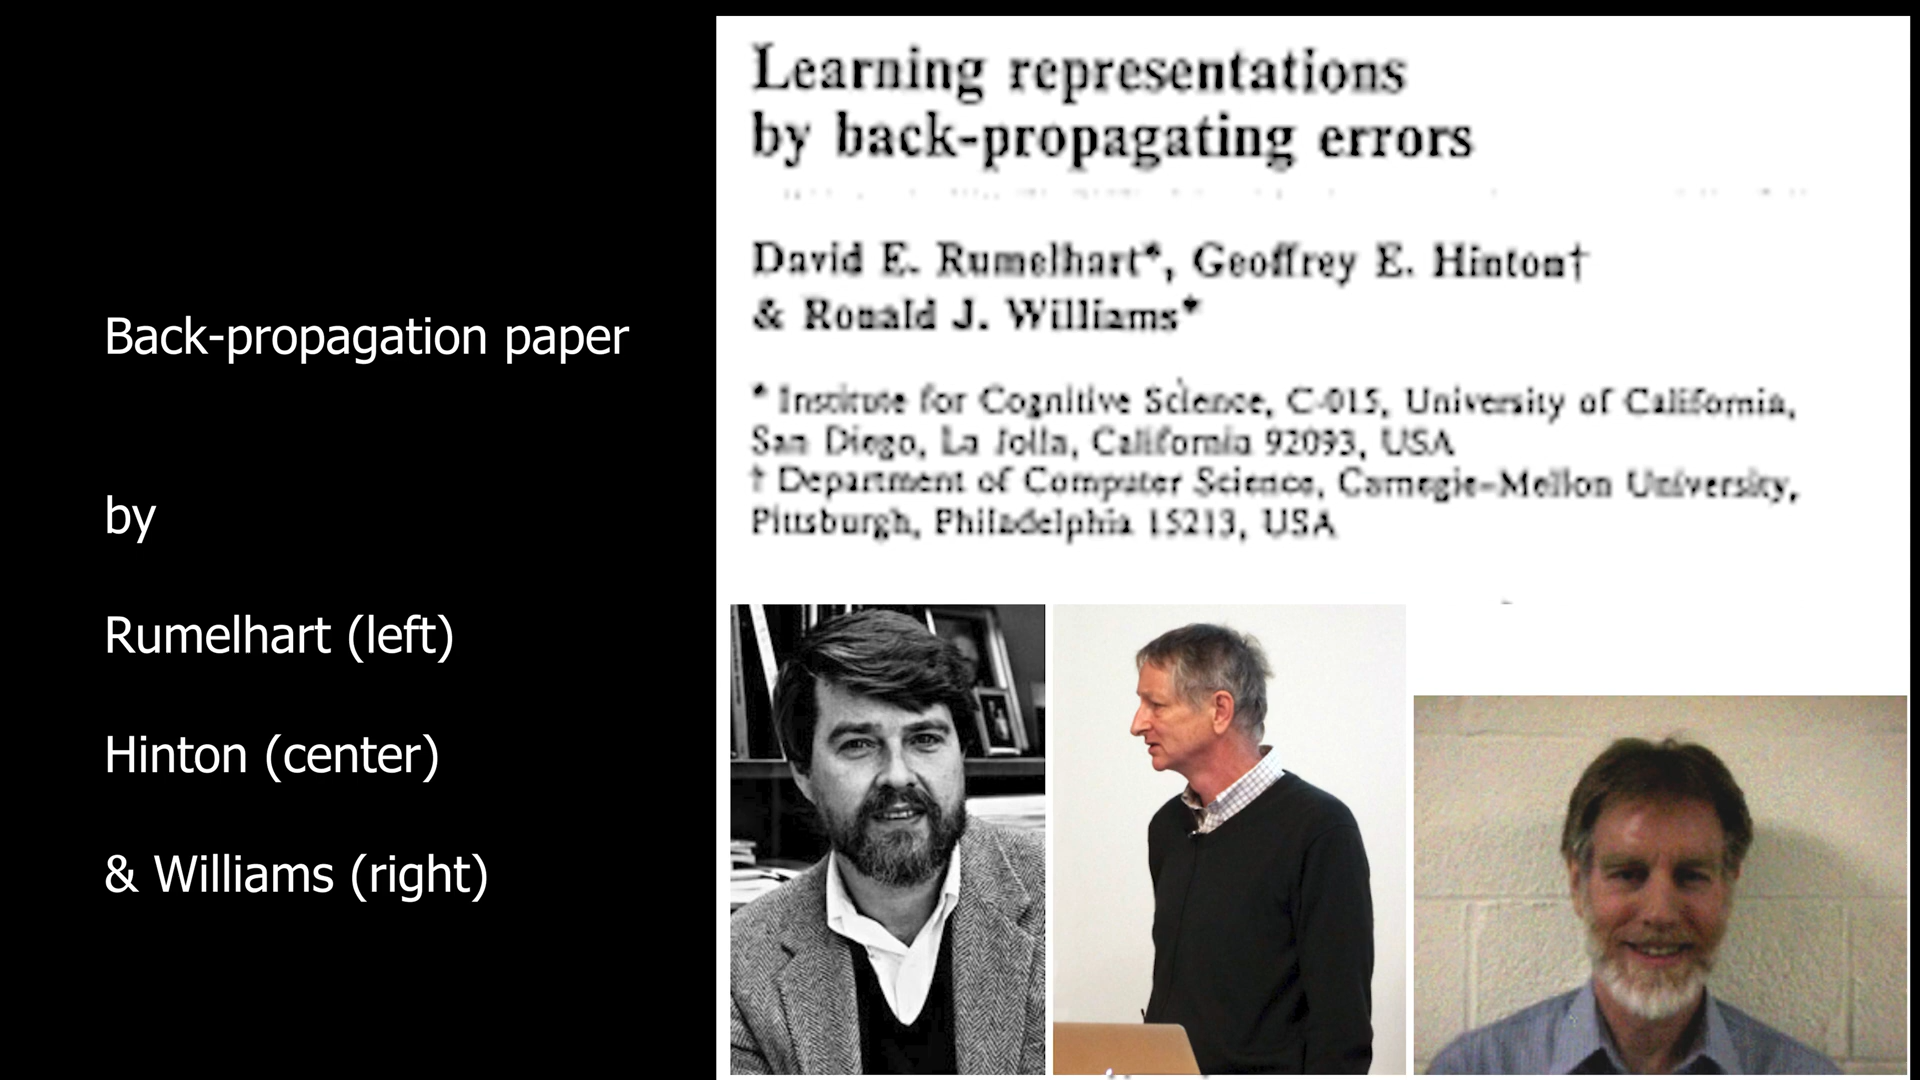 Back-propagation paper
by
Rumelhart (left)
Hinton (center)
& Williams (right)
Learning representations
by back-propagating errors
David E. Rumelhart*, Geoffrey E. Hinton†
& Ronald J. Williams*
* Institute for Cognitive Science, C-015, University of California,
San Diego, La Jolla, California 92093, USA
† Department of Computer Science, Carnegie-Mellon University,
Pittsburgh, Philadelphia 15213, USA